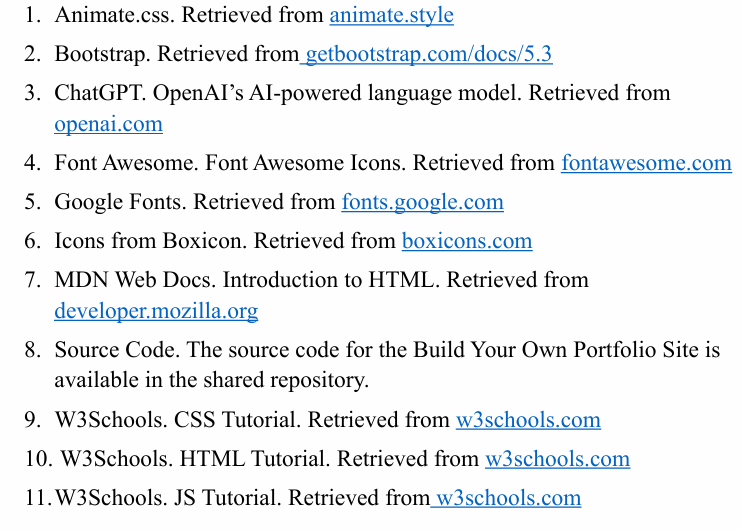 1. Animate.css. Retrieved from animate.style
2. Bootstrap. Retrieved from getbootstrap.com/docs/5.3
3. ChatGPT. OpenAI’s AI-powered language model. Retrieved from
openai.com
4. Font Awesome. Font Awesome Icons. Retrieved from fontawesome.com
5. Google Fonts. Retrieved from fonts.google.com
6. Icons from Boxicon. Retrieved from boxicons.com
7. MDN Web Docs. Introduction to HTML. Retrieved from
developer.mozilla.org
8. Source Code. The source code for the Build Your Own Portfolio Site is
available in the shared repository.
9. W3Schools. CSS Tutorial. Retrieved from w3schools.com
10. W3Schools. HTML Tutorial. Retrieved from w3schools.com
11. W3Schools. JS Tutorial. Retrieved from w3schools.com